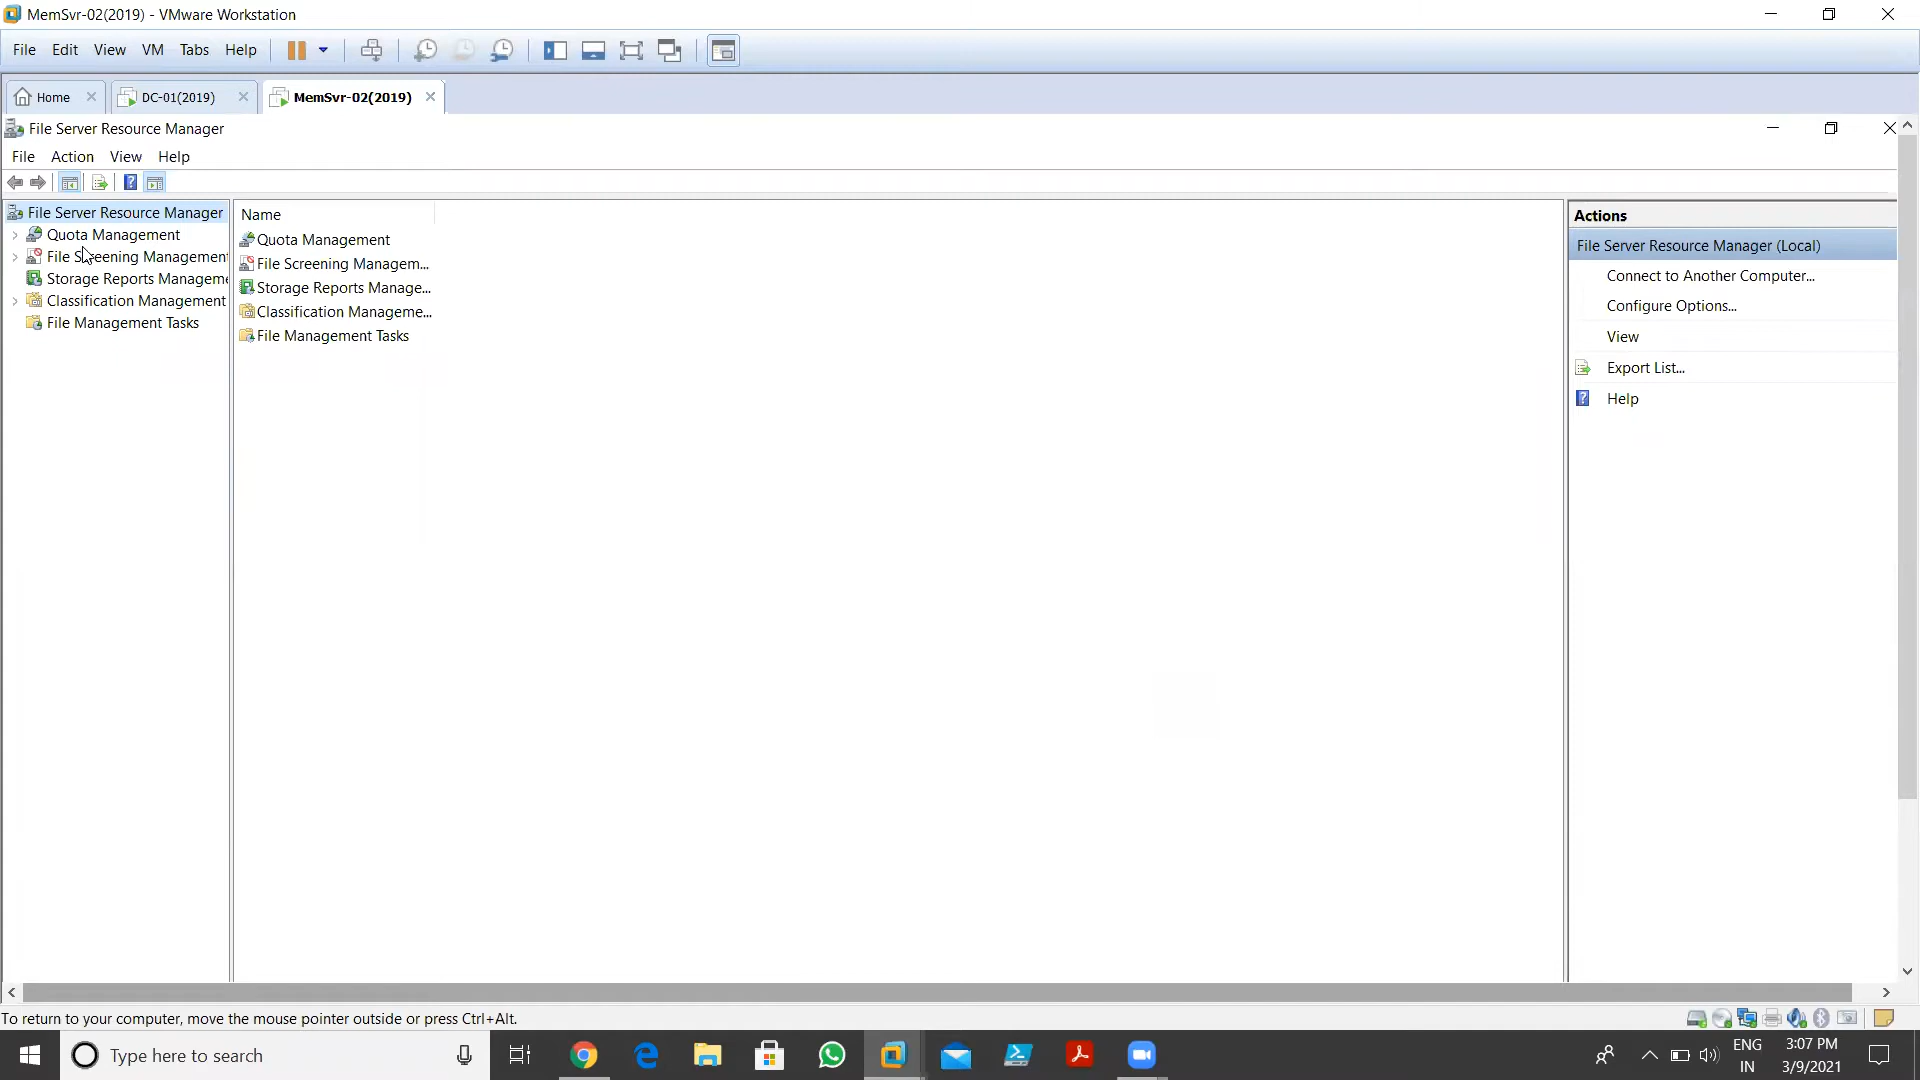 MemSvr-02(2019) - VMware Workstation
File Edit View VM Tabs Help
Home DC-01(2019) MemSvr-02(2019)
File Server Resource Manager
File Action View Help
File Server Resource Manager
Quota Management
File Screening Management
Storage Reports Manageme
Classification Management
File Management Tasks
Name
Quota Management
File Screening Managem...
Storage Reports Manage...
Classification Manageme...
File Management Tasks
Actions
File Server Resource Manager (Local)
Connect to Another Computer...
Configure Options...
View
Export List...
Help
To return to your computer, move the mouse pointer outside or press Ctrl+Alt.
Type here to search
ENG
IN
3:07 PM
3/9/2021